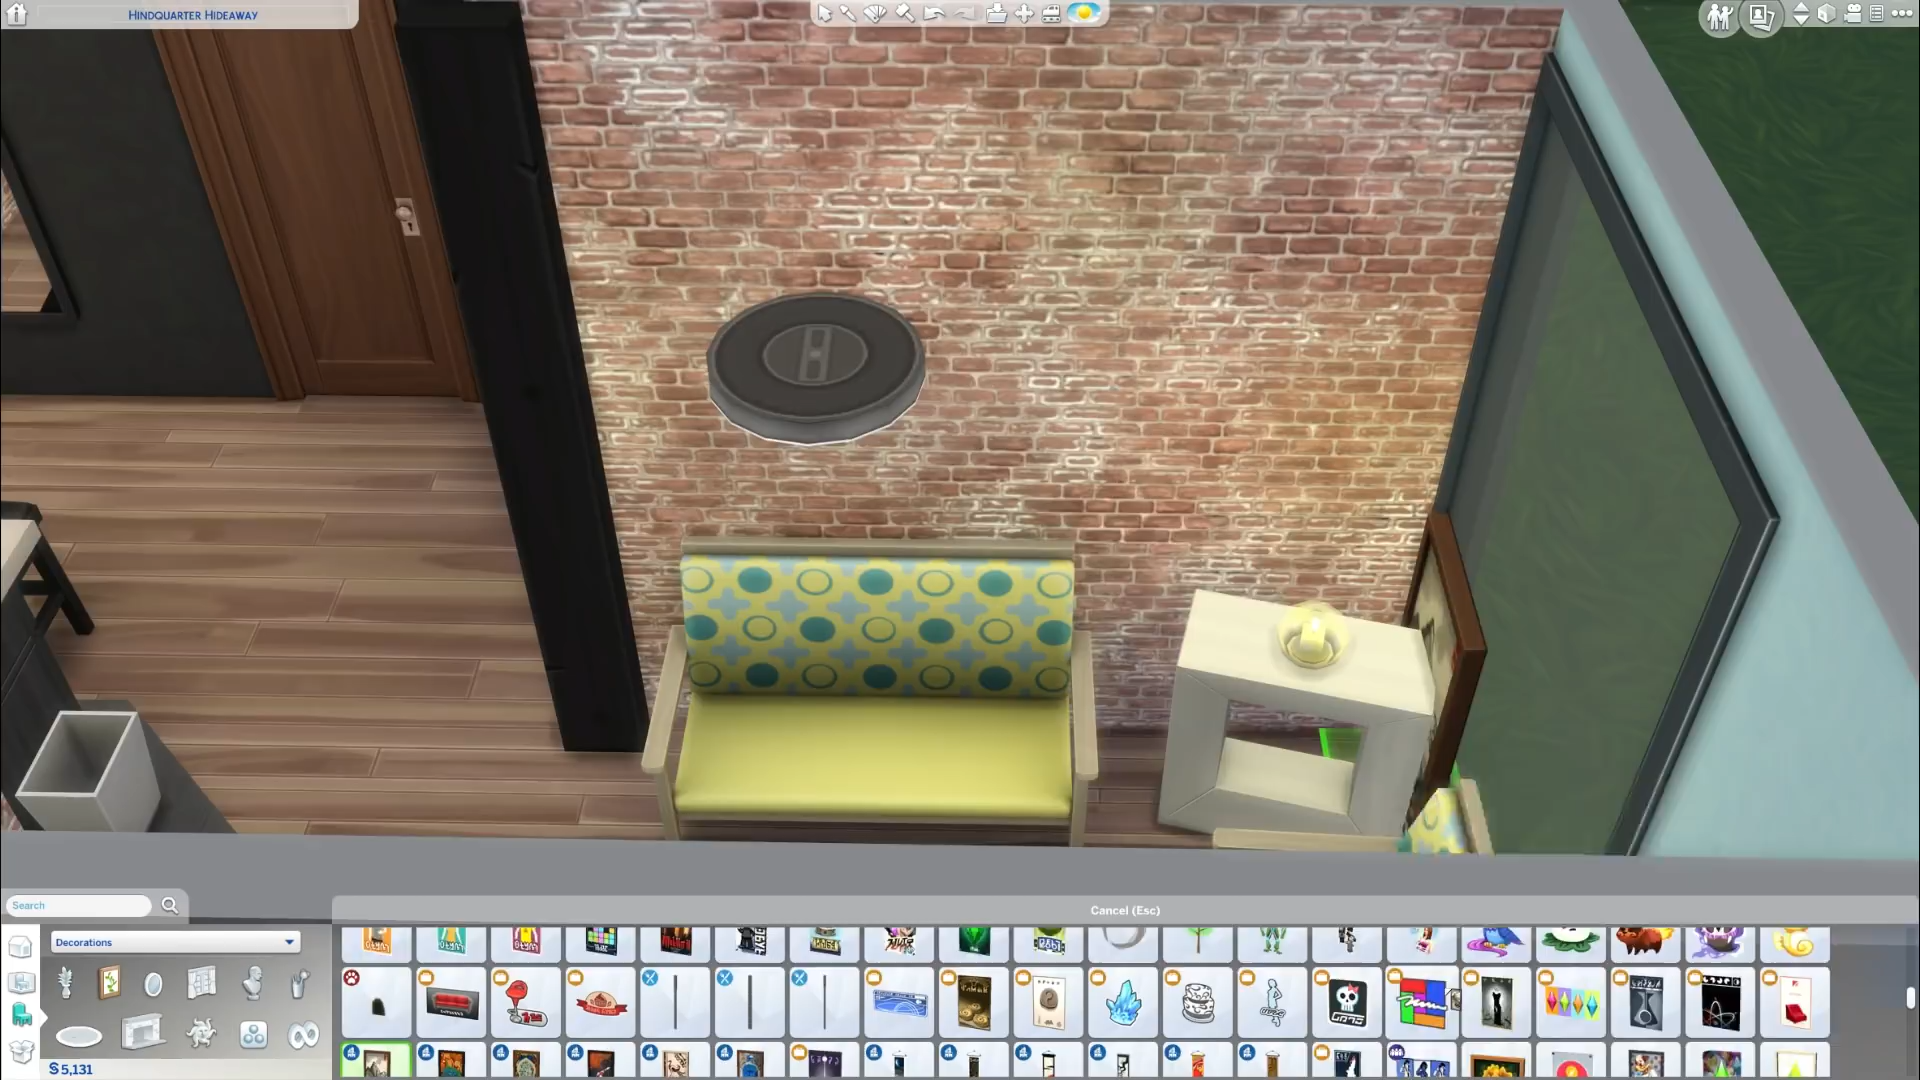 Hindquarter Hideaway
Search
Cancel (Esc)
Decorations
§5,131